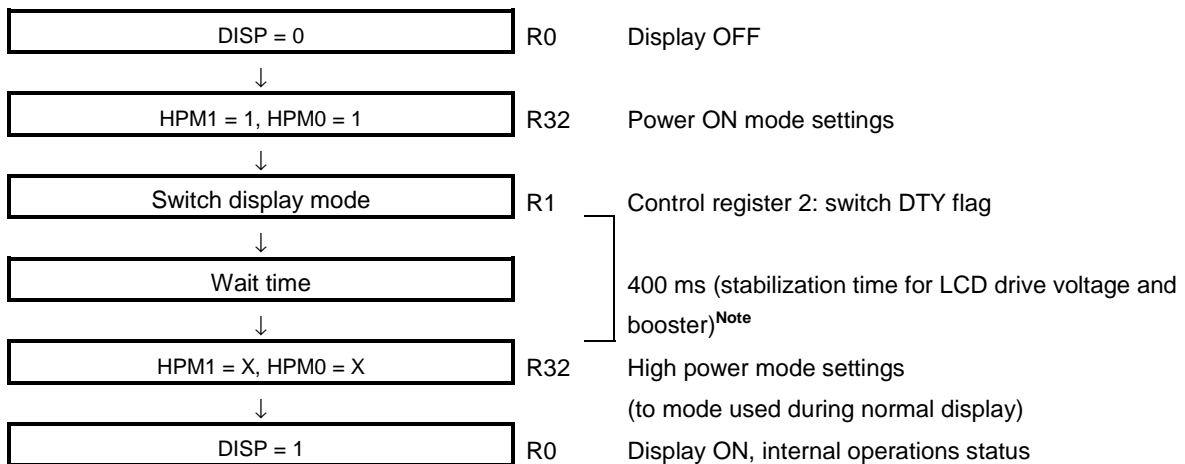 DISP = 0 R0 Display OFF
↓
HPM1 = 1, HPM0 = 1 R32 Power ON mode settings
↓
Switch display mode R1 Control register 2: switch DTY flag
↓
Wait time 400 ms (stabilization time for LCD drive voltage and
booster)Note
↓
HPM1 = X, HPM0 = X R32 High power mode settings
↓ (to mode used during normal display)
DISP = 1 R0 Display ON, internal operations status